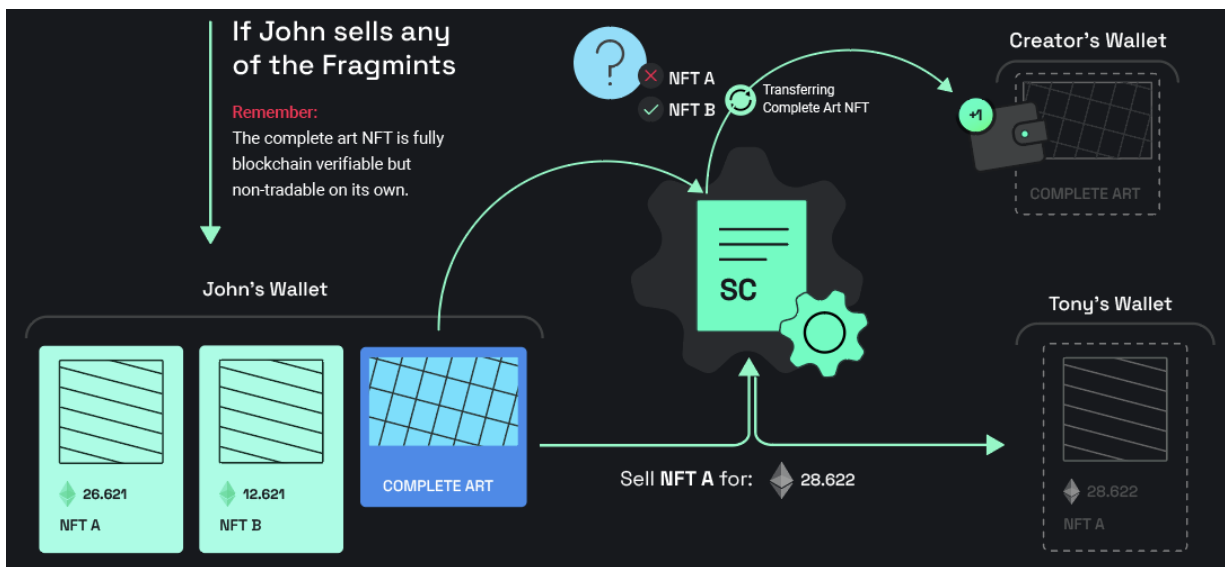 If John sells any
of the Fragmints
Remember:
The complete art NFT is fully
blockchain verifiable but
non-tradable on its own.
?
NFT A
NFT B
Transferring
Complete Art NFT
Creator's Wallet
+1
COMPLETE ART
SC
John's Wallet
26.621
NFT A
12.621
NFT B
COMPLETE ART
Sell NFT A for: 28.622
Tony's Wallet
28.622
NFT A